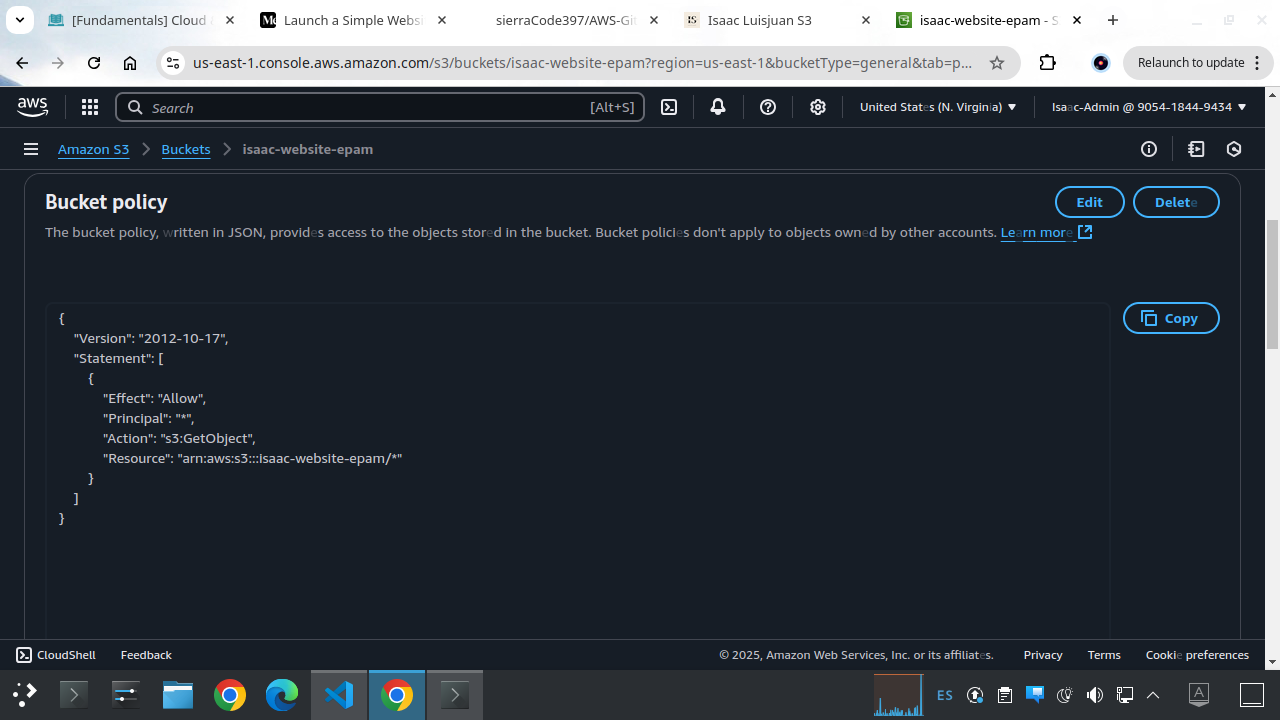 [Fundamentals] Cloud
Launch a Simple Websi
sierraCode397/AWS-Git
Isaac Luisjuan S3
isaac-website-epam - S
us-east-1.console.aws.amazon.com/s3/buckets/isaac-website-epam?region=us-east-1&bucketType=general&tab=p...
Relaunch to update
aws
Search
[Alt+S]
United States (N. Virginia)
Isaac-Admin @ 9054-1844-9434
Amazon S3
Buckets
isaac-website-epam
Bucket policy
Edit
Delete
The bucket policy, written in JSON, provides access to the objects stored in the bucket. Bucket policies don't apply to objects owned by other accounts. Learn more
Copy
{
"Version": "2012-10-17",
"Statement": [
{
"Effect": "Allow",
"Principal": "*",
"Action": "s3:GetObject",
"Resource": "arn:aws:s3:::isaac-website-epam/*"
}
]
}
CloudShell
Feedback
© 2025, Amazon Web Services, Inc. or its affiliates.
Privacy
Terms
Cookie preferences
ES
A